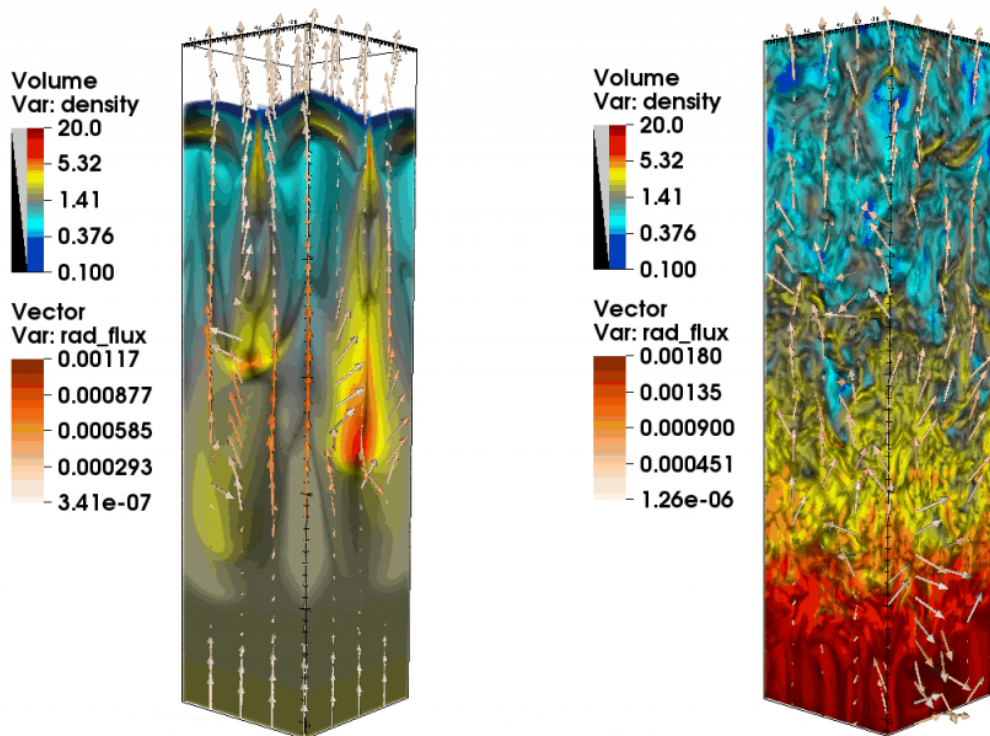 Volume
Var: density
20.0
5.32
1.41
0.376
0.100
Vector
Var: rad_flux
0.00117
0.000877
0.000585
0.000293
3.41e-07
Volume
Var: density
20.0
5.32
1.41
0.376
0.100
Vector
Var: rad_flux
0.00180
0.00135
0.000900
0.000451
1.26e-06